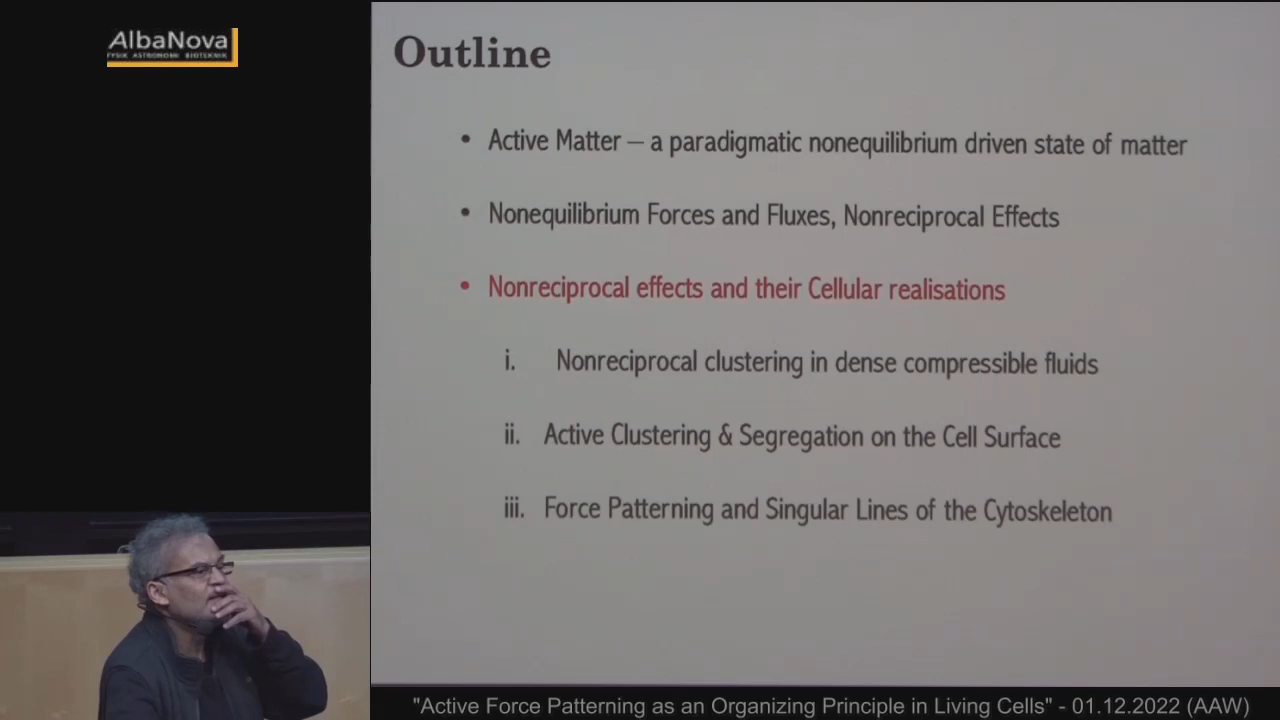 AlbaNova
FYSIK ASTRONOMI BIOTEKNIK
Outline
• Active Matter – a paradigmatic nonequilibrium driven state of matter
• Nonequilibrium Forces and Fluxes, Nonreciprocal Effects
• Nonreciprocal effects and their Cellular realisations
i. Nonreciprocal clustering in dense compressible fluids
ii. Active Clustering & Segregation on the Cell Surface
iii. Force Patterning and Singular Lines of the Cytoskeleton
"Active Force Patterning as an Organizing Principle in Living Cells" - 01.12.2022 (AAW)